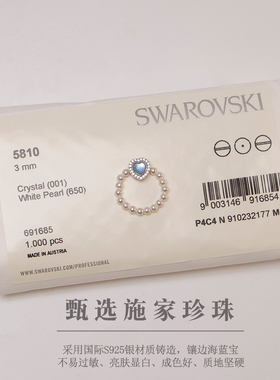 SWAROVSKI
5810
3 mm
Crystal (001)
White Pearl (650)
9 003146 916854
P4C4 N 910232177 M
691685
1,000 pcs
MADE IN AUSTRIA
WWW.SWAROVSKI.COM/PROFESSIONAL
甄选施家珍珠
采用国际S925银材质铸造，镶边海蓝宝
不易过敏、亮肤显白、成色好、质地坚硬